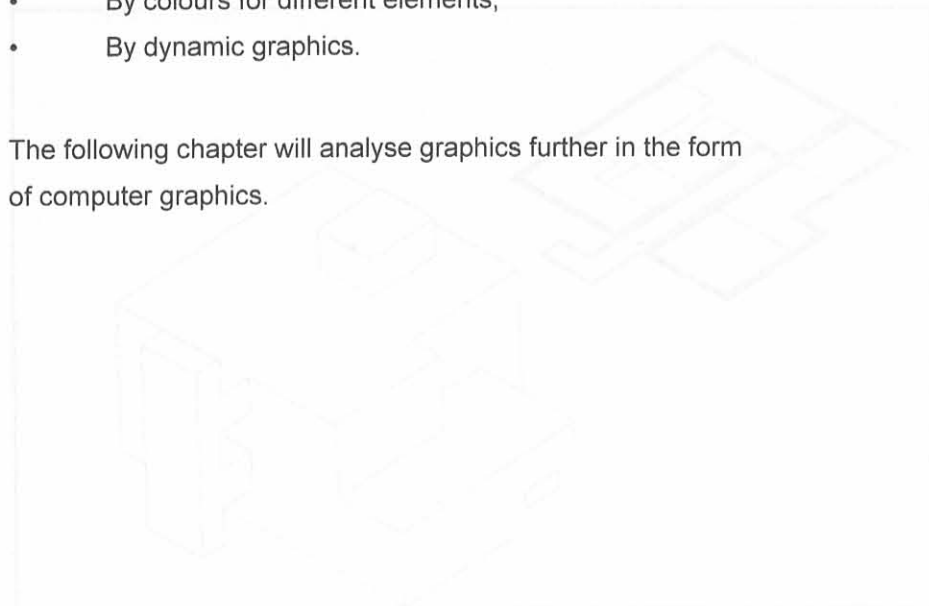 • By colours for different elements,
• By dynamic graphics.
The following chapter will analyse graphics further in the form
of computer graphics.